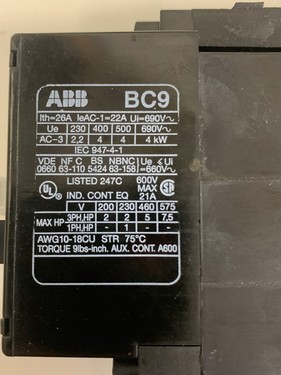 ABB BC9
Ith=26A IeAC-1=22A Ui=690V~
Ue 230 400 500 690V~
AC-3 2,2 4 4 4 kW
IEC 947-4-1
VDE NF C BS NBNC Ue ≤ Ui
0660 63-110 5424 63-158 =660V~
UL LISTED 247C 600V MAX SA
IND. CONT EQ 21A
V 200 230 460 575
MAX HP 3PH,HP 2 2 5 7,5
1PH,HP - 1 - -
AWG10-18CU STR 75°C
TORQUE 9lbs-inch. AUX. CONT. A600